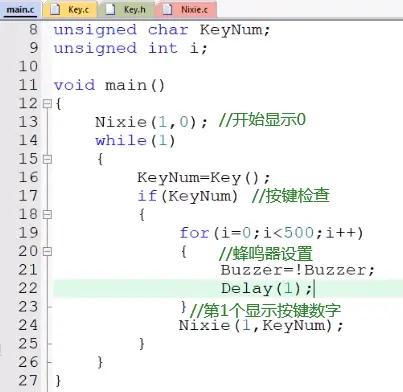 main.c Key.c Key.h Nixie.c
8 unsigned char KeyNum;
9 unsigned int i;
10
11 void main()
12 {
13 Nixie(1,0); //开始显示0
14 while(1)
15 {
16 KeyNum=Key();
17 if(KeyNum) //按键检查
18 {
19 for(i=0;i<500;i++)
20 { //蜂鸣器设置
21 Buzzer=!Buzzer;
22 Delay(1);
23 } //第1个显示按键数字
24 Nixie(1,KeyNum);
25 }
26 }
27 }